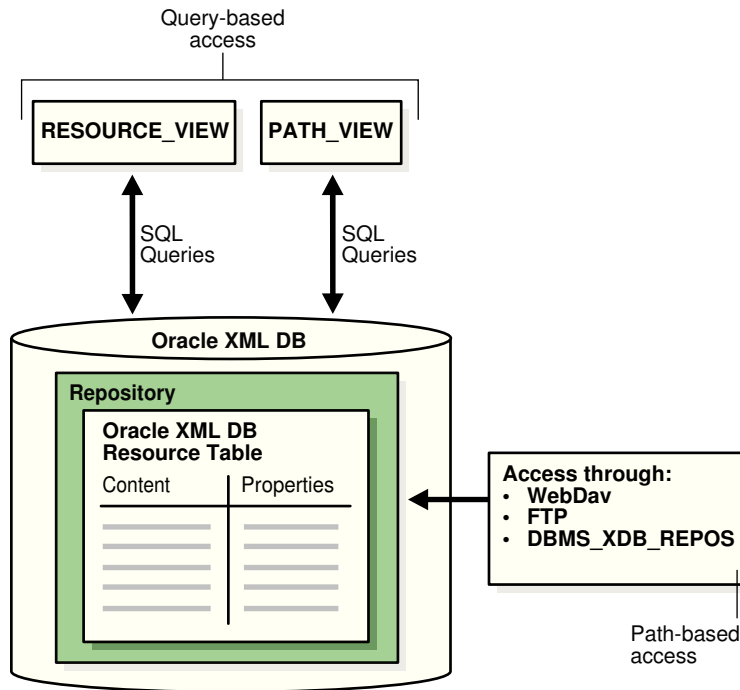 Query-based
access
RESOURCE_VIEW
PATH_VIEW
SQL
Queries
SQL
Queries
Oracle XML DB
Repository
Oracle XML DB
Resource Table
Content
Properties
Access through:
• WebDav
• FTP
• DBMS_XDB_REPOS
Path-based
access